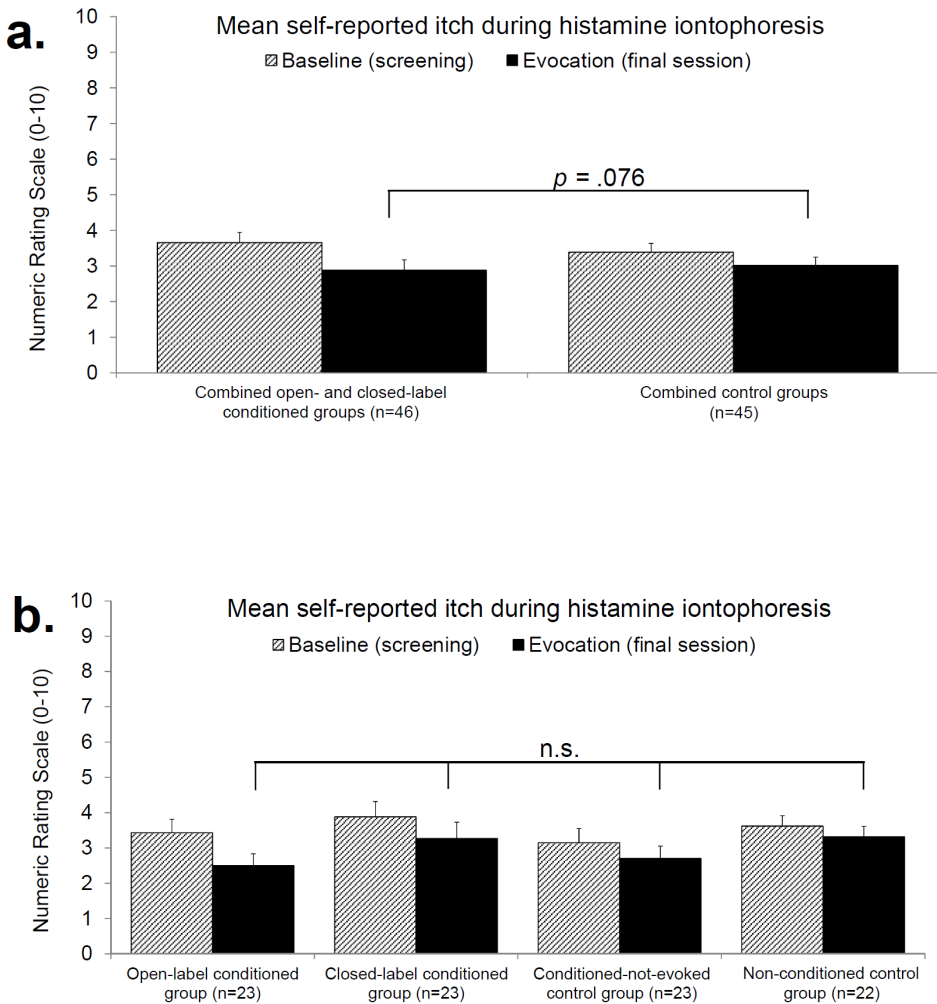 a.
Mean self-reported itch during histamine iontophoresis
Baseline (screening) Evocation (final session)
Numeric Rating Scale (0-10)
10
9
8
7
6
5
4
3
2
1
0
p = .076
Combined open- and closed-label
conditioned groups (n=46)
Combined control groups
(n=45)
b.
Mean self-reported itch during histamine iontophoresis
Baseline (screening) Evocation (final session)
Numeric Rating Scale (0-10)
10
9
8
7
6
5
4
3
2
1
0
n.s.
Open-label conditioned
group (n=23)
Closed-label conditioned
group (n=23)
Conditioned-not-evoked
control group (n=23)
Non-conditioned control
group (n=22)